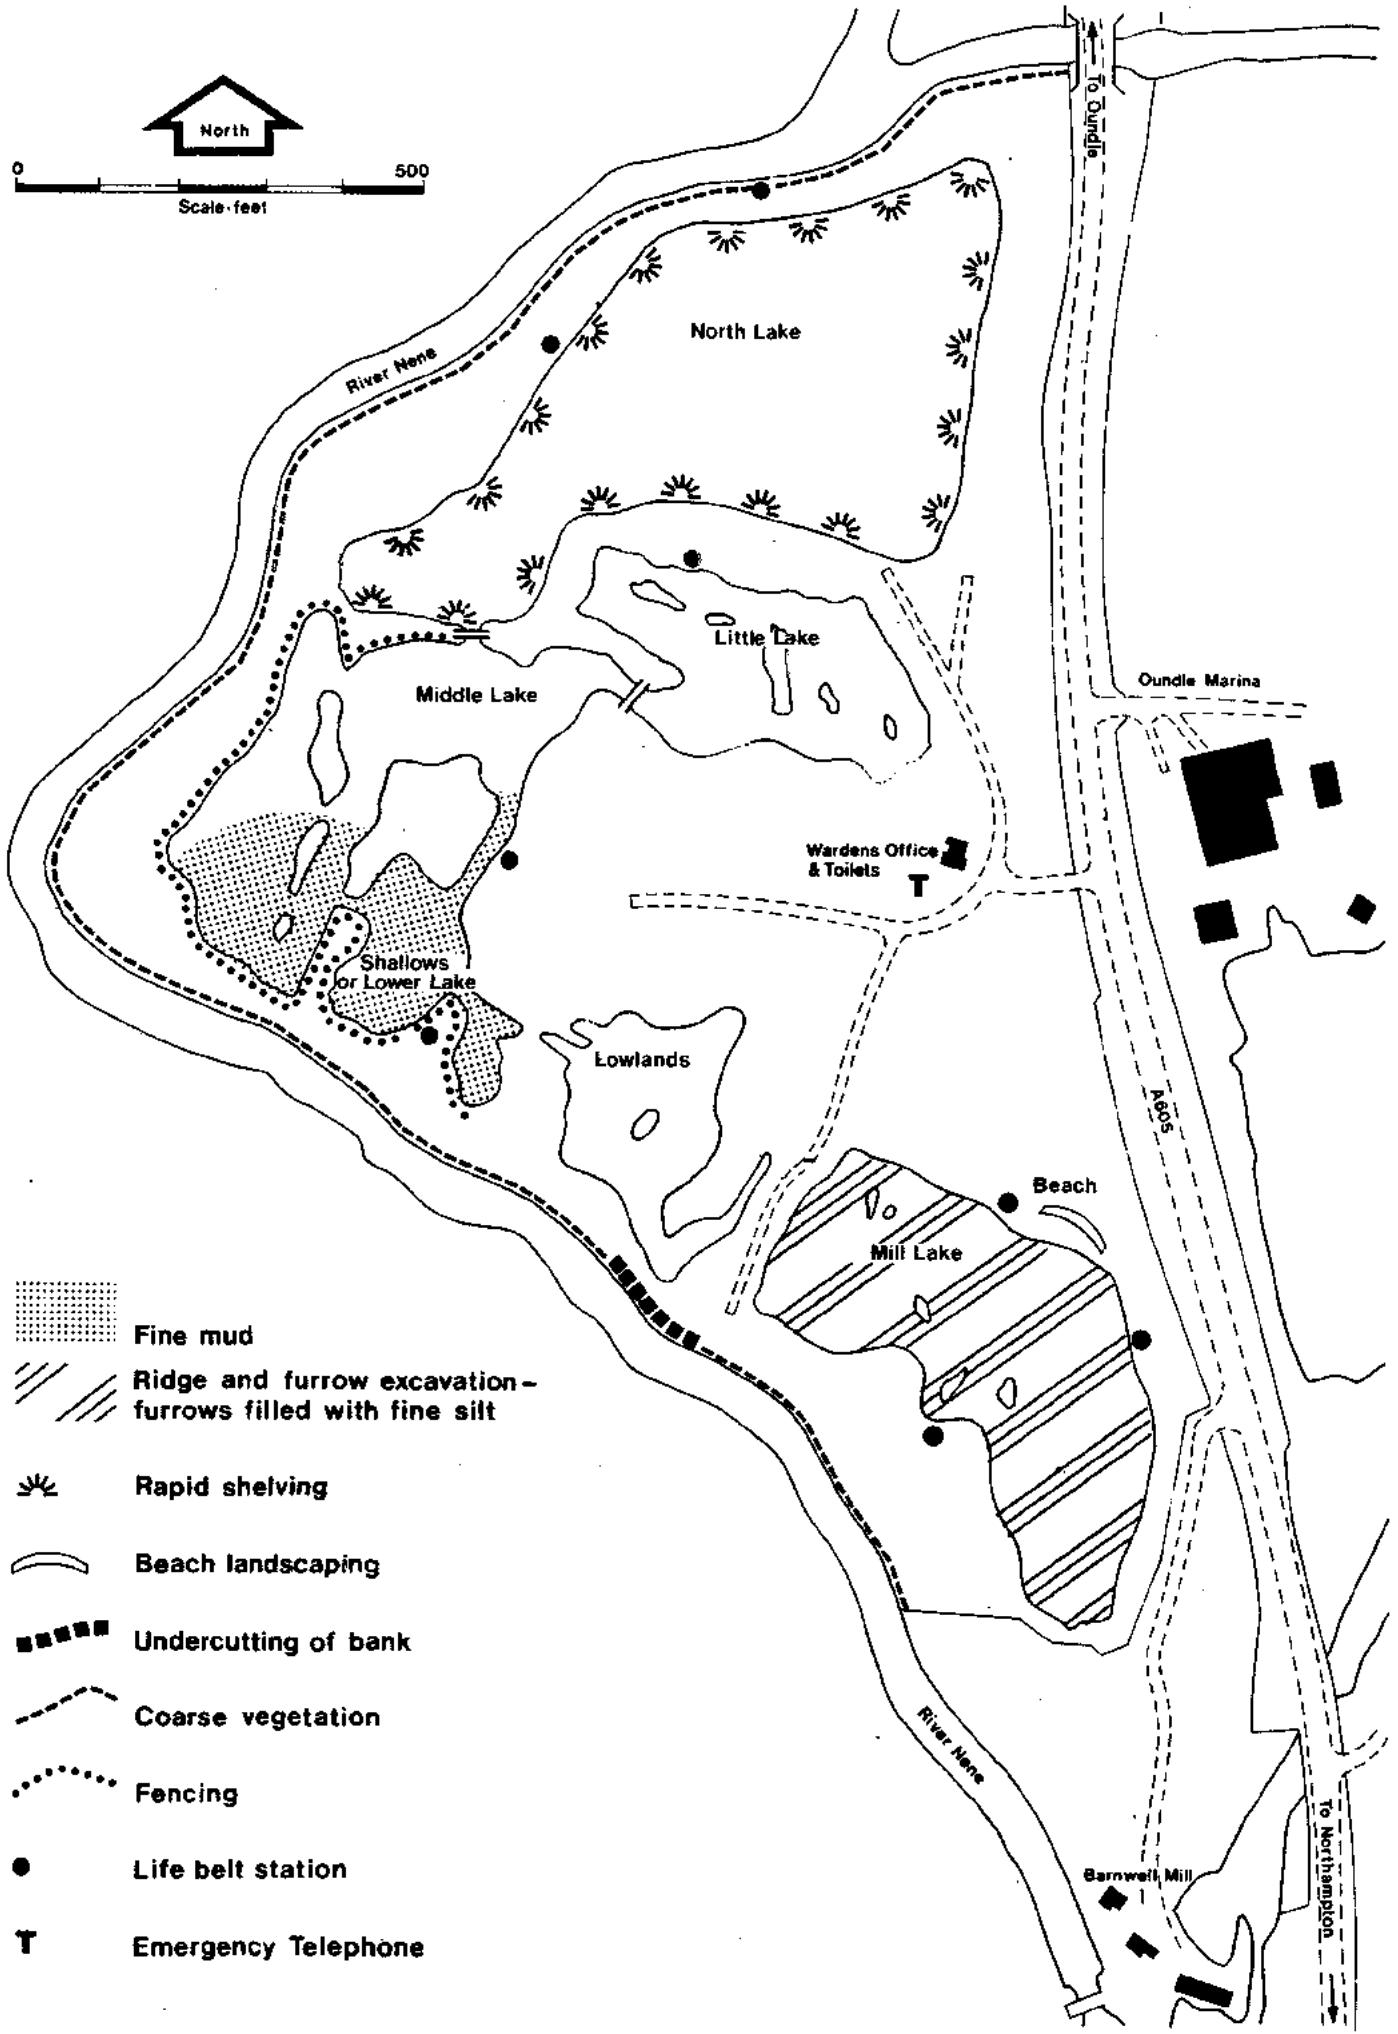 To Oundle
North
0 500
Scale-feet
River Nene
North Lake
Little Lake
Middle Lake
Oundle Marina
Wardens Office
& Toilets
T
Shallows
or Lower Lake
Lowlands
A605
Beach
Mill Lake
Fine mud
Ridge and furrow excavation-
furrows filled with fine silt
Rapid shelving
Beach landscaping
Undercutting of bank
Coarse vegetation
River Nene
Fencing
To Northampton
Life belt station
Barnwell Mill
T Emergency Telephone